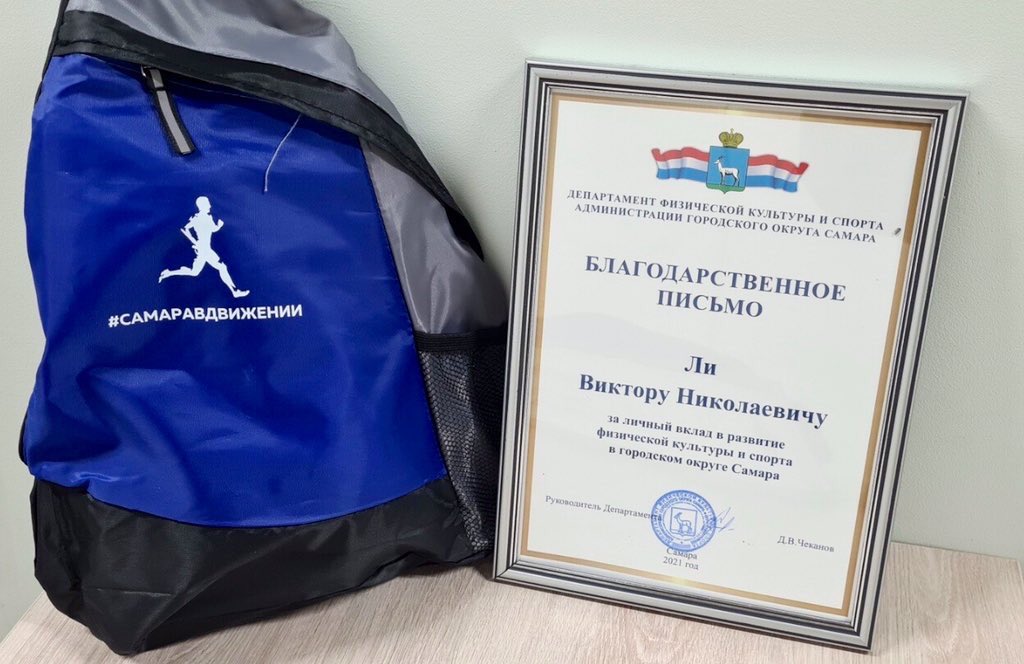 #САМАРАВДВИЖЕНИИ
ДЕПАРТАМЕНТ ФИЗИЧЕСКОЙ КУЛЬТУРЫ И СПОРТА
АДМИНИСТРАЦИИ ГОРОДСКОГО ОКРУГА САМАРА
БЛАГОДАРСТВЕННОЕ
ПИСЬМО
Ли
Виктору Николаевичу
за личный вклад в развитие
физической культуры и спорта
в городском округе Самара
Руководитель Департамента
Д.В.Чеканов
Самара
2021 год